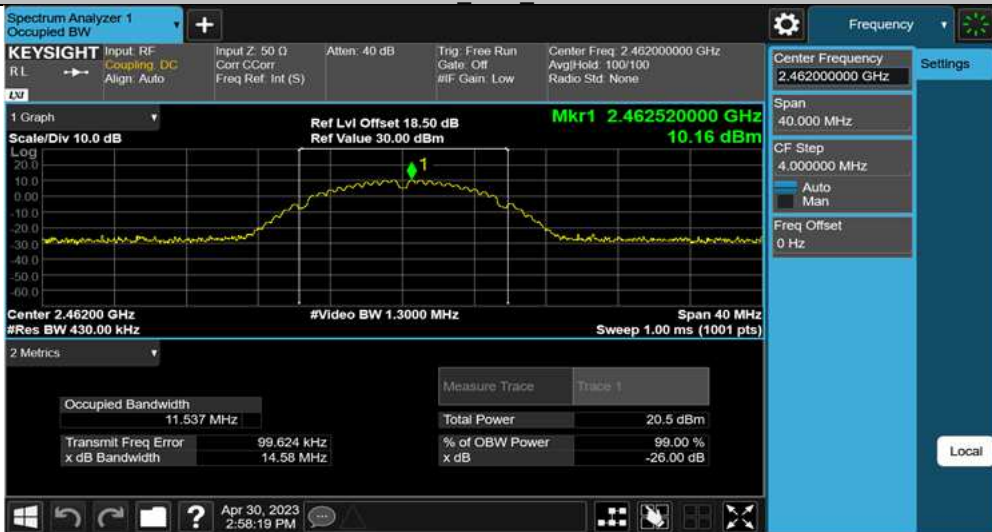 Spectrum Analyzer 1
Occupied BW
Frequency
KEYSIGHT
RL
LXI
Input: RF
Coupling: DC
Align: Auto
Input Z: 50 Ω
Corr CCorr
Freq Ref: Int (S)
Atten: 40 dB
Trig: Free Run
Gate: Off
#IF Gain: Low
Center Freq: 2.462000000 GHz
Avg|Hold: 100/100
Radio Std: None
Center Frequency
2.462000000 GHz
Settings
Span
40.000 MHz
CF Step
4.000000 MHz
Auto
Man
Freq Offset
0 Hz
Local
1 Graph
Scale/Div 10.0 dB
Ref Lvl Offset 18.50 dB
Ref Value 30.00 dBm
Mkr1 2.462520000 GHz
10.16 dBm
Log
20.0
10.0
0.00
-10.0
-20.0
-30.0
-40.0
-50.0
-60.0
1
Center 2.46200 GHz
#Video BW 1.3000 MHz
Span 40 MHz
#Res BW 430.00 kHz
Sweep 1.00 ms (1001 pts)
2 Metrics
Measure Trace
Trace 1
Occupied Bandwidth
11.537 MHz
Total Power
20.5 dBm
Transmit Freq Error
99.624 kHz
% of OBW Power
99.00 %
x dB Bandwidth
14.58 MHz
x dB
-26.00 dB
?
Apr 30, 2023
2:58:19 PM